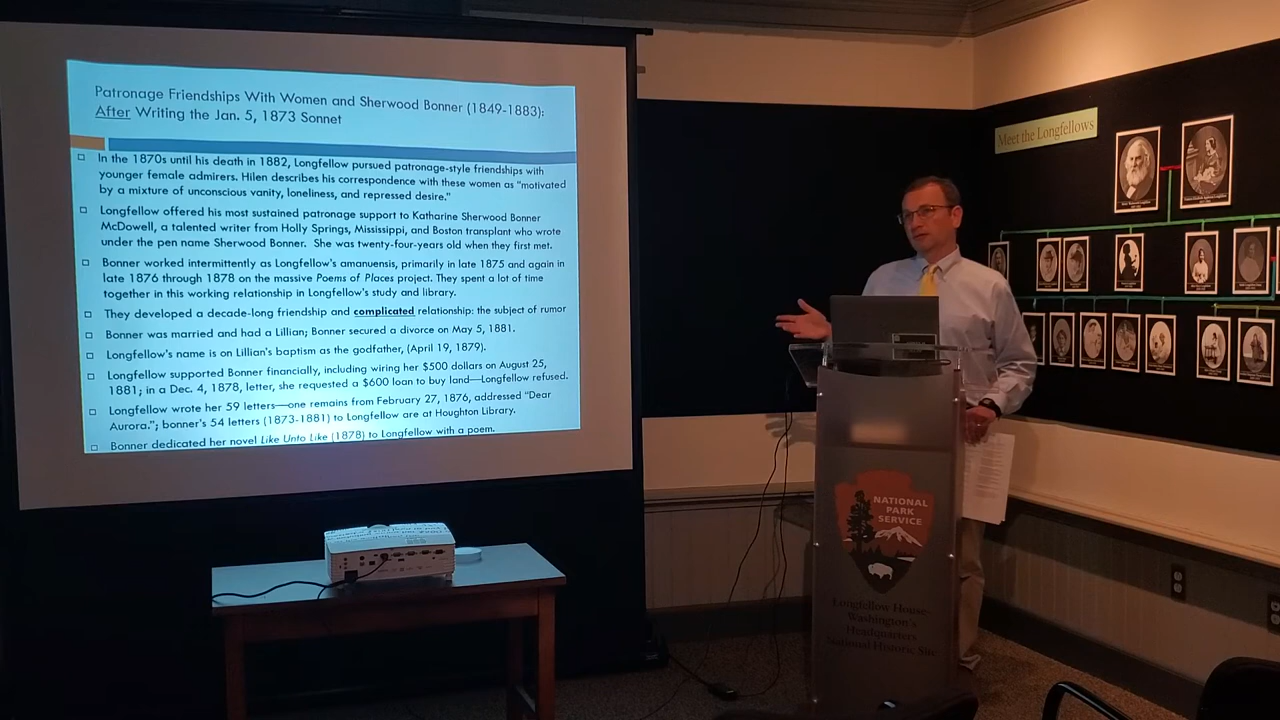 Patronage Friendships With Women and Sherwood Bonner (1849-1883):
After Writing the Jan. 5, 1873 Sonnet
In the 1870s until his death in 1882, Longfellow pursued patronage-style friendships with
younger female admirers. Hilen describes his correspondence with these women as "motivated
by a mixture of unconscious vanity, loneliness, and repressed desire."
Longfellow offered his most sustained patronage support to Katharine Sherwood Bonner
McDowell, a talented writer from Holly Springs, Mississippi, and Boston transplant who wrote
under the pen name Sherwood Bonner. She was twenty-four-years old when they first met.
Bonner worked intermittently as Longfellow's amanuensis, primarily in late 1875 and again in
late 1876 through 1878 on the massive Poems of Places project. They spent a lot of time
together in this working relationship in Longfellow's study and library.
They developed a decade-long friendship and complicated relationship: the subject of rumor
Bonner was married and had a Lillian; Bonner secured a divorce on May 5, 1881.
Longfellow's name is on Lillian's baptism as the godfather, (April 19, 1879).
Longfellow supported Bonner financially, including wiring her $500 dollars on August 25,
1881; in a Dec. 4, 1878, letter, she requested a $600 loan to buy land—Longfellow refused.
Longfellow wrote her 59 letters—one remains from February 27, 1876, addressed "Dear
Aurora."; bonner's 54 letters (1873-1881) to Longfellow are at Houghton Library.
Bonner dedicated her novel Like Unto Like (1878) to Longfellow with a poem.
Meet the Longfellows
NATIONAL
PARK
SERVICE
Longfellow House-
Washington's
Headquarters
National Historic Site